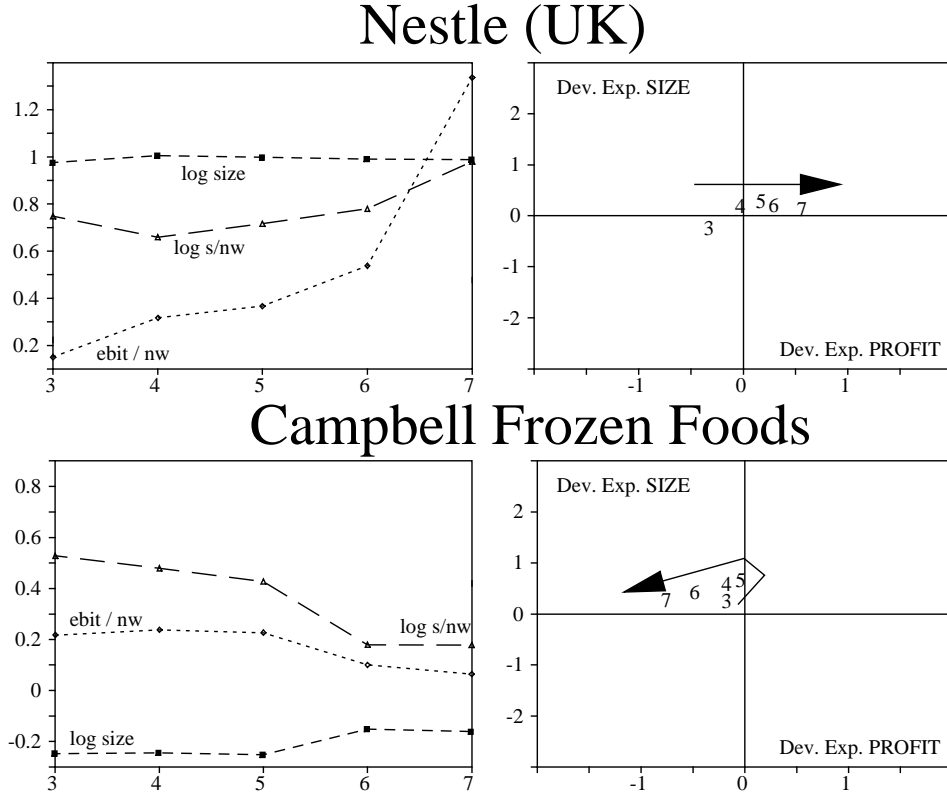 Nestle (UK)
1.2
1
0.8
0.6
0.4
0.2
log size
log s/nw
ebit / nw
3 4 5 6 7
Dev. Exp. SIZE
2
1
0
-1
-2
3 4 5 6 7
Dev. Exp. PROFIT
-1 0 1
Campbell Frozen Foods
0.8
0.6
0.4
0.2
0
-0.2
ebit / nw
log s/nw
log size
3 4 5 6 7
Dev. Exp. SIZE
2
1
0
-1
-2
7 6 4 5
3
Dev. Exp. PROFIT
-1 0 1